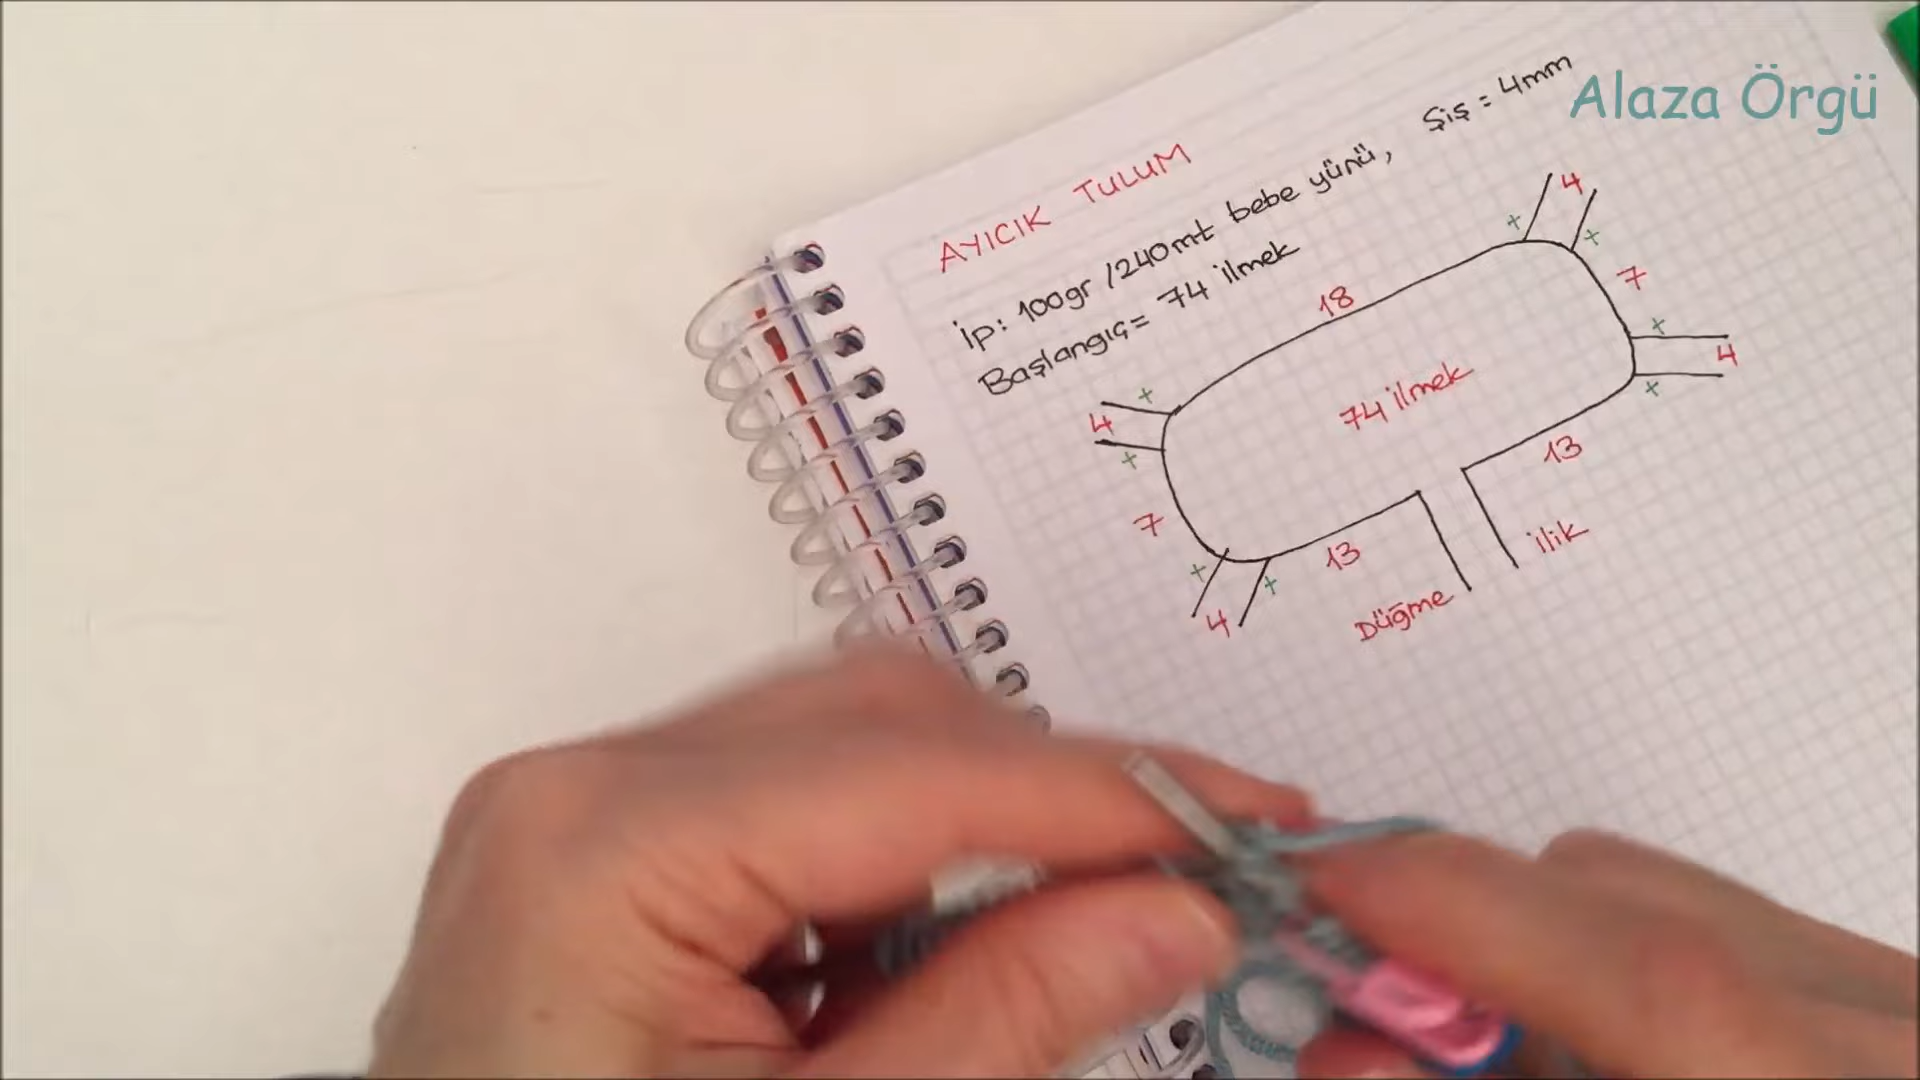 Alaza Örgü
AYICIK TULUM
İp: 100gr /240mt bebe yünü, Şiş = 4mm
Başlangıç = 74 ilmek
4
+ +
18
7
+
4
+
74 ilmek
+
4
+
13
7
13
ilik
+ +
4
Düğme